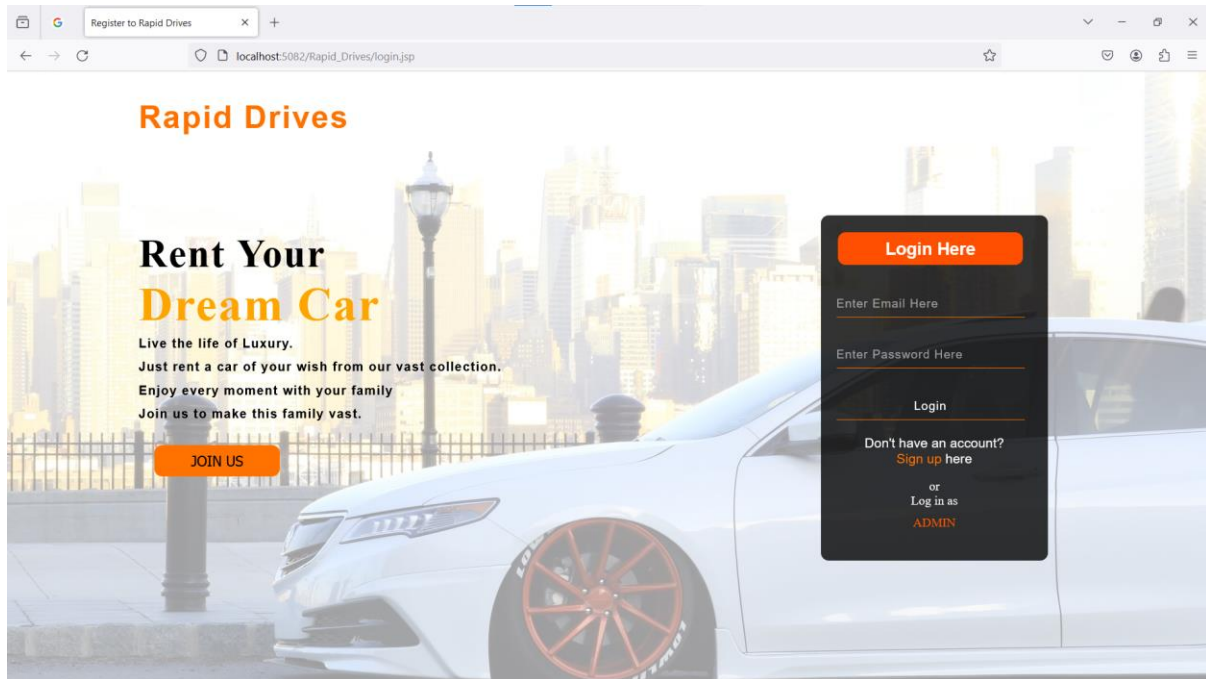 Register to Rapid Drives
localhost:5082/Rapid_Drives/login.jsp
Rapid Drives
Rent Your
Dream Car
Live the life of Luxury.
Just rent a car of your wish from our vast collection.
Enjoy every moment with your family
Join us to make this family vast.
JOIN US
Login Here
Enter Email Here
Enter Password Here
Login
Don't have an account?
Sign up here
or
Log in as
ADMIN